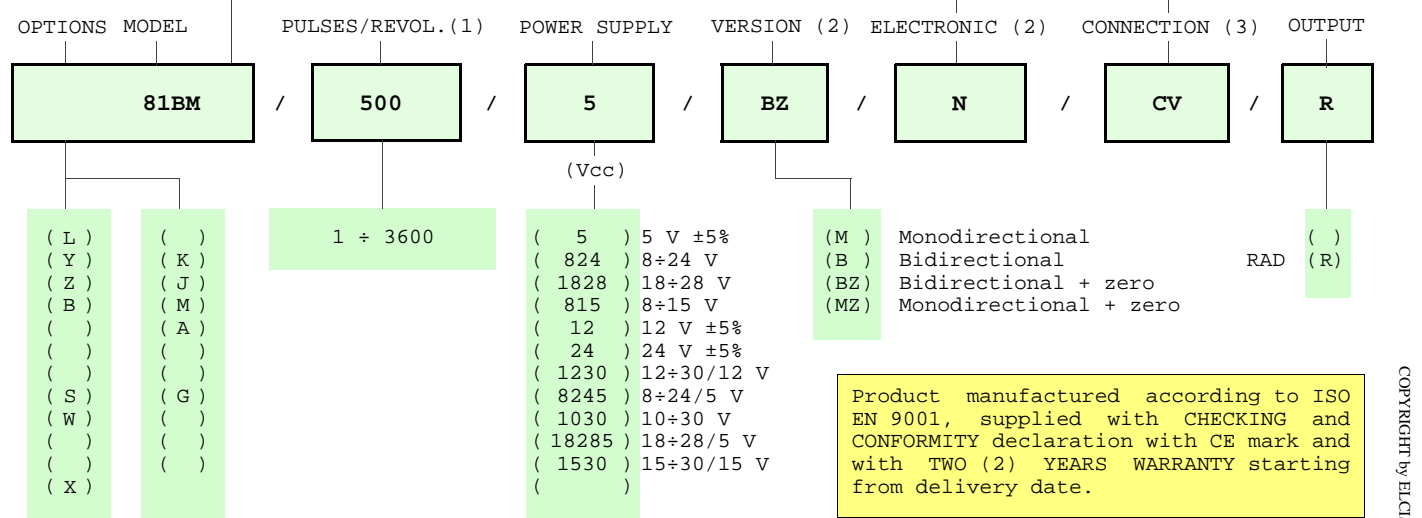 OPTIONS MODEL PULSES/REVOL.(1) POWER SUPPLY VERSION (2) ELECTRONIC (2) CONNECTION (3) OUTPUT
81BM / 500 / 5 / BZ / N / CV / R
(Vcc)
(L) ( ) 1 ÷ 3600 ( 5 ) 5 V ±5% (M ) Monodirectional ( )
(Y) (K) ( 824 ) 8÷24 V (B ) Bidirectional RAD (R)
(Z) (J) ( 1828 ) 18÷28 V (BZ) Bidirectional + zero
(B) (M) ( 815 ) 8÷15 V (MZ) Monodirectional + zero
( ) (A) ( 12 ) 12 V ±5%
( ) ( ) ( 24 ) 24 V ±5%
( ) ( ) ( 1230 ) 12÷30/12 V
(S) (G) ( 8245 ) 8÷24/5 V
(W) ( ) ( 1030 ) 10÷30 V
( ) ( ) ( 18285 ) 18÷28/5 V
( ) ( ) ( 1530 ) 15÷30/15 V
(X) ( )
Product manufactured according to ISO
EN 9001, supplied with CHECKING and
CONFORMITY declaration with CE mark and
with TWO (2) YEARS WARRANTY starting
from delivery date.
COPYRIGHT by